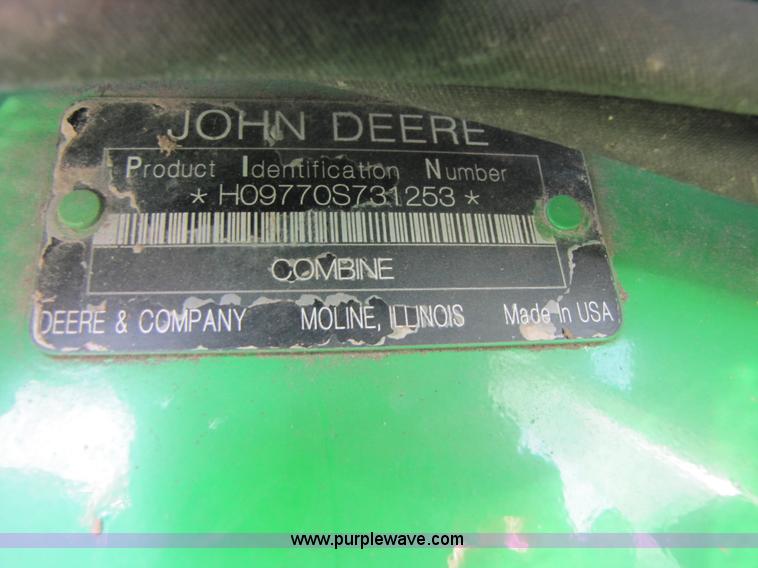 JOHN DEERE
Product Identification Number
* H09770S731253 *
COMBINE
DEERE & COMPANY MOLINE, ILLINOIS Made In USA
www.purplewave.com